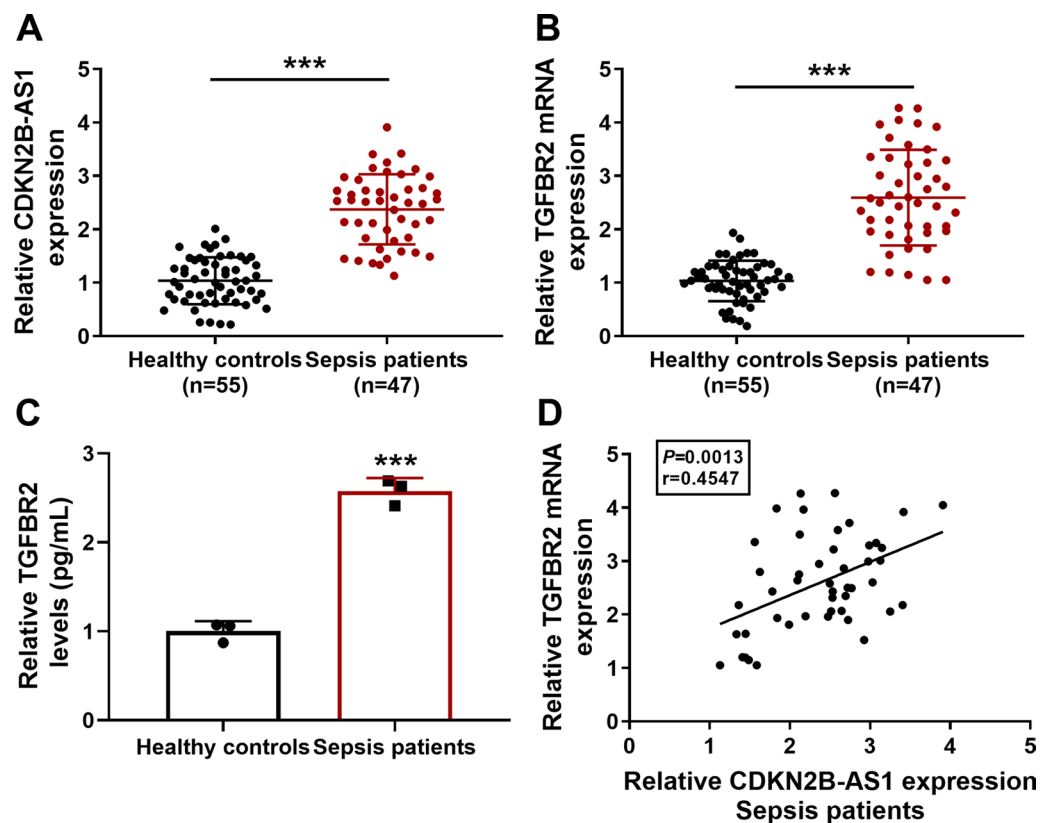 A
Relative CDKN2B-AS1
expression
5
4
3
2
1
0
***
Healthy controls
(n=55)
Sepsis patients
(n=47)
B
Relative TGFBR2 mRNA
expression
5
4
3
2
1
0
***
Healthy controls
(n=55)
Sepsis patients
(n=47)
C
Relative TGFBR2
levels (pg/mL)
3
2
1
0
***
Healthy controls
Sepsis patients
D
Relative TGFBR2 mRNA
expression
5
4
3
2
1
0
P=0.0013
r=0.4547
0 1 2 3 4 5
Relative CDKN2B-AS1 expression
Sepsis patients